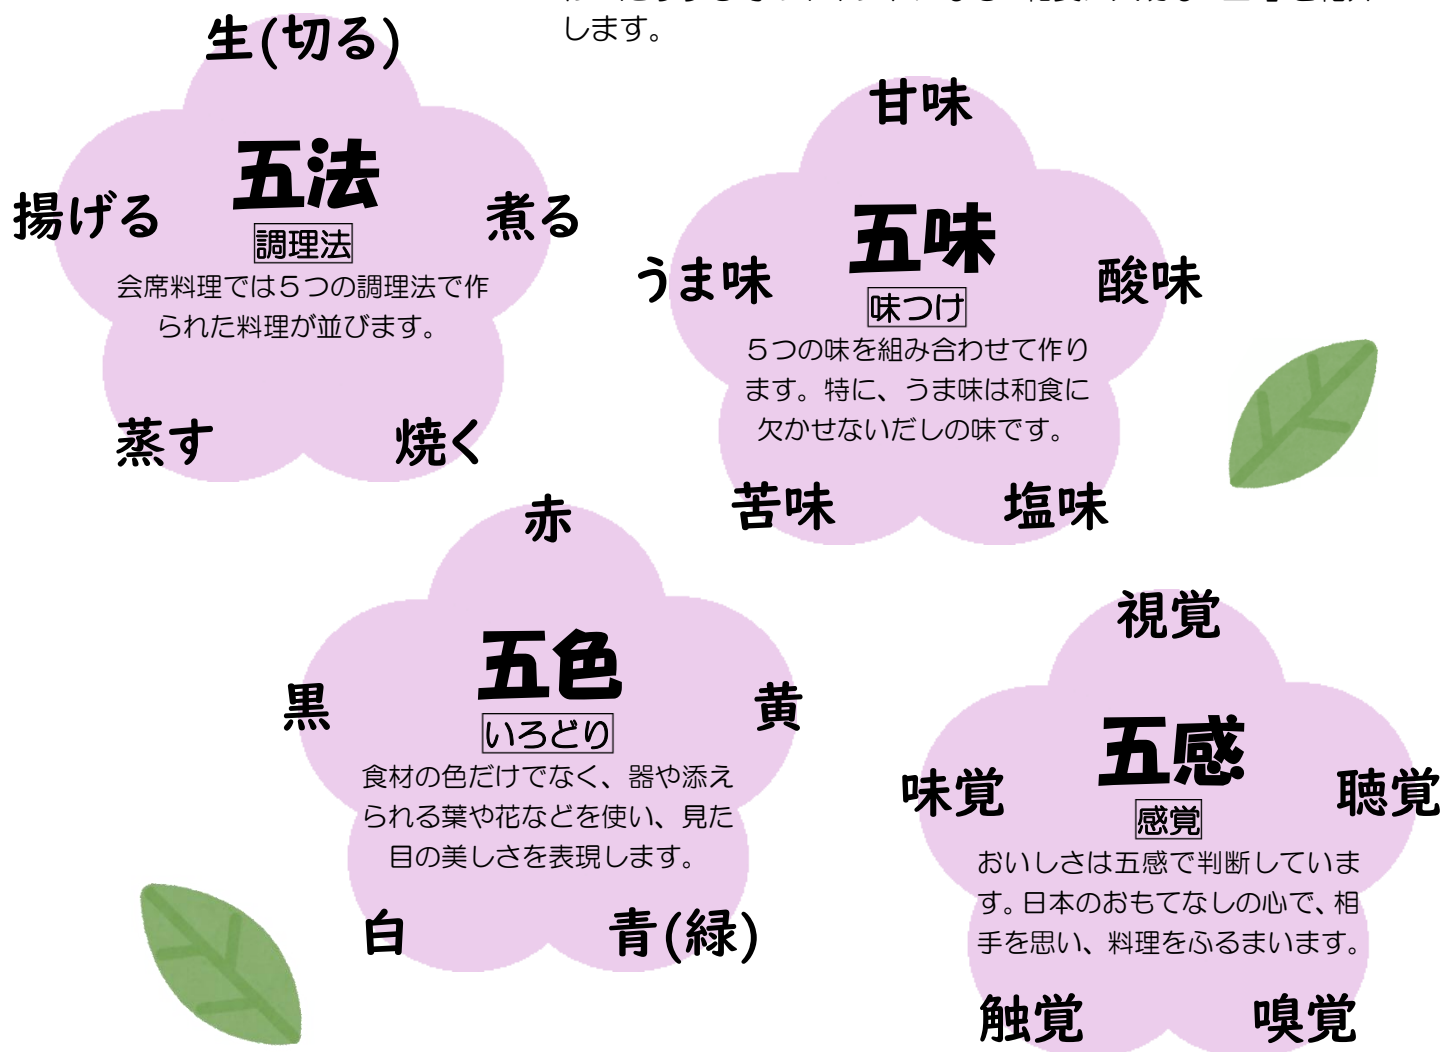 します。
生(切る)
揚げる
五法
煮る
調理法
会席料理では５つの調理法で作
られた料理が並びます。
蒸す
焼く
甘味
うま味
五味
酸味
味つけ
５つの味を組み合わせて作り
ます。特に、うま味は和食に
欠かせないだしの味です。
苦味
塩味
赤
黒
五色
黄
いろどり
食材の色だけでなく、器や添え
られる葉や花などを使い、見た
目の美しさを表現します。
白
青(緑)
視覚
味覚
五感
聴覚
感覚
おいしさは五感で判断していま
す。日本のおもてなしの心で、相
手を思い、料理をふるまいます。
触覚
嗅覚